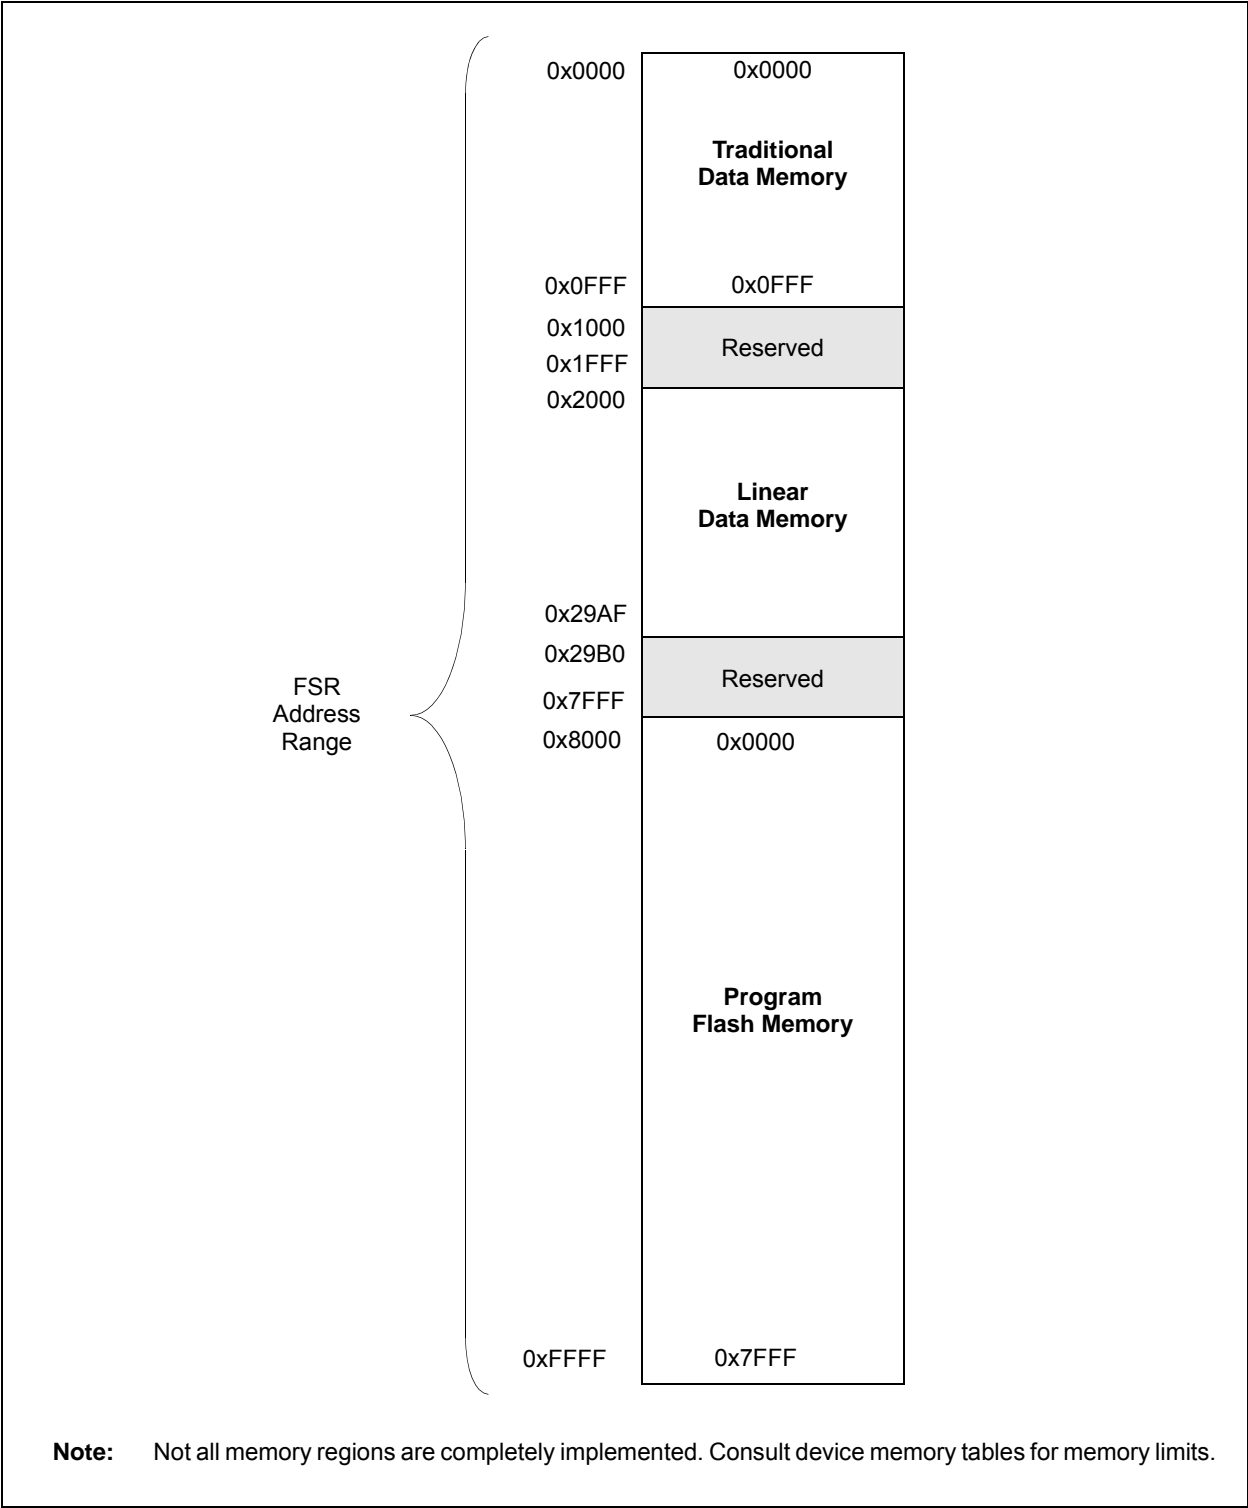 0x0000 0x0000
Traditional
Data Memory
0x0FFF 0x0FFF
0x1000
Reserved
0x1FFF
0x2000
Linear
Data Memory
0x29AF
0x29B0
Reserved
0x7FFF
FSR
Address
Range
0x8000 0x0000
Program
Flash Memory
0xFFFF 0x7FFF
Note: Not all memory regions are completely implemented. Consult device memory tables for memory limits.